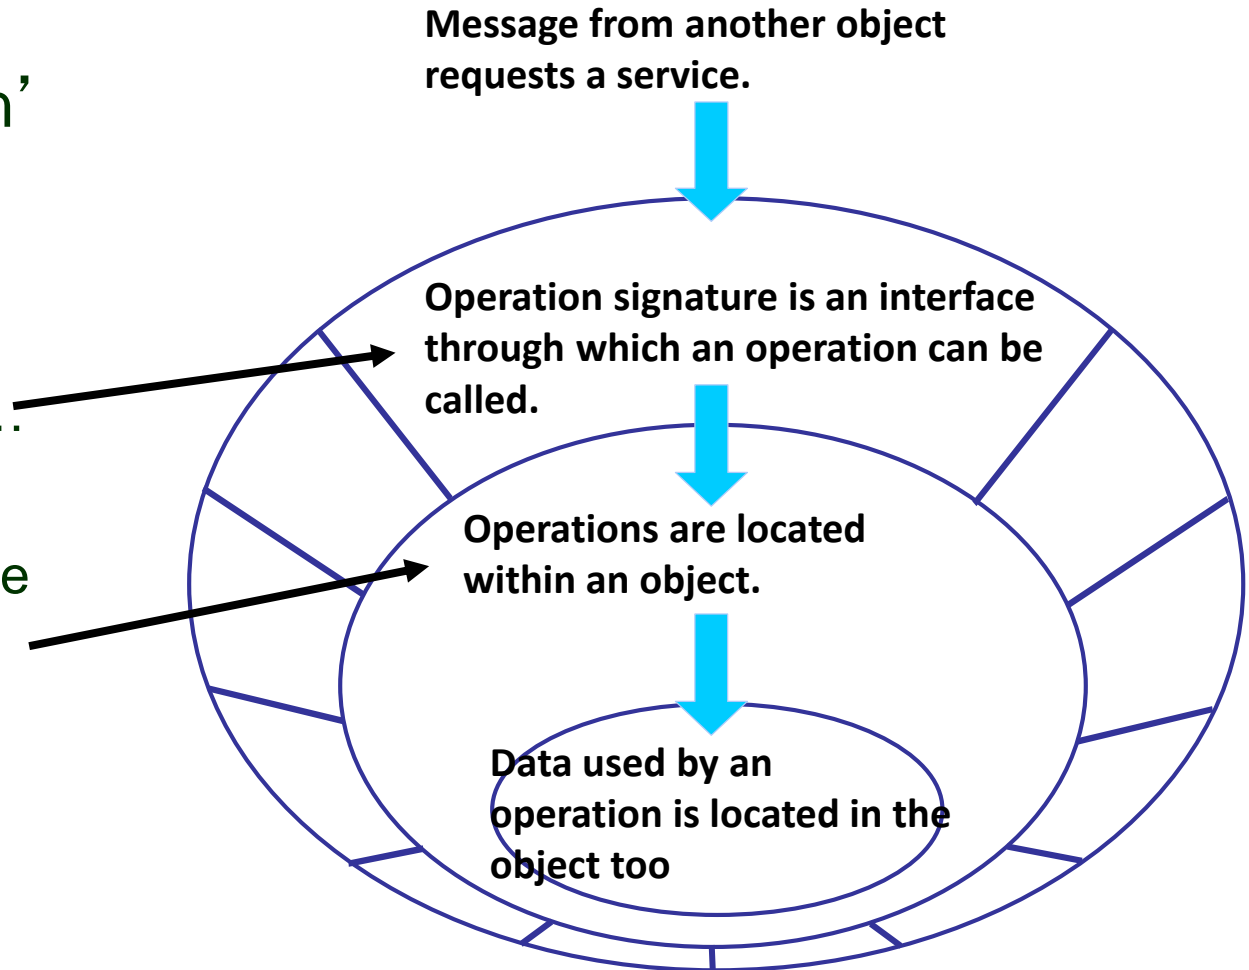 Message from another object
requests a service.
n’
Operation signature is an interface
through which an operation can be
called.
..
Operations are located
within an object.
e
Data used by an
operation is located in the
object too